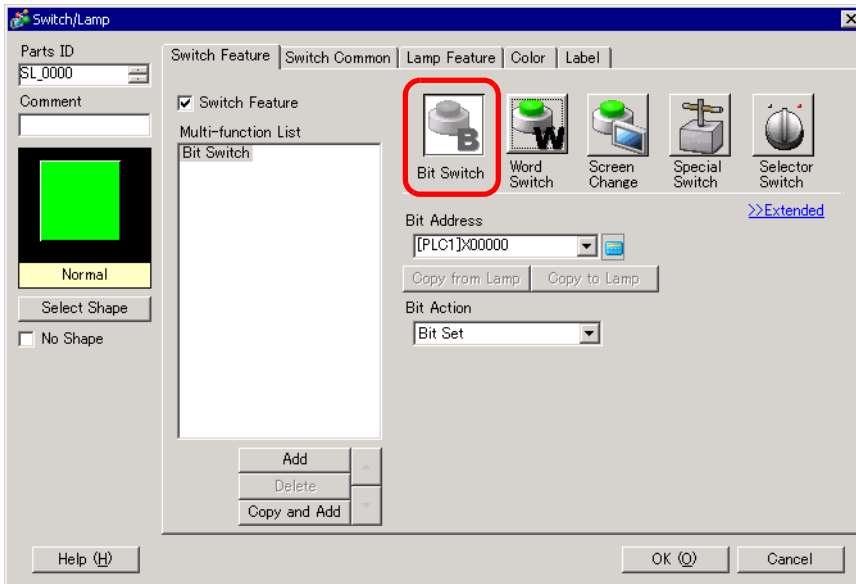 Switch/Lamp
Parts ID
SL_0000
Comment
Normal
Select Shape
No Shape
Switch Feature
Switch Common
Lamp Feature
Color
Label
Switch Feature
Multi-function List
Bit Switch
Add
Delete
Copy and Add
B
Bit Switch
W
Word
Switch
Screen
Change
Special
Switch
Selector
Switch
>>Extended
Bit Address
[PLC1]X00000
Copy from Lamp
Copy to Lamp
Bit Action
Bit Set
Help (H)
OK (O)
Cancel